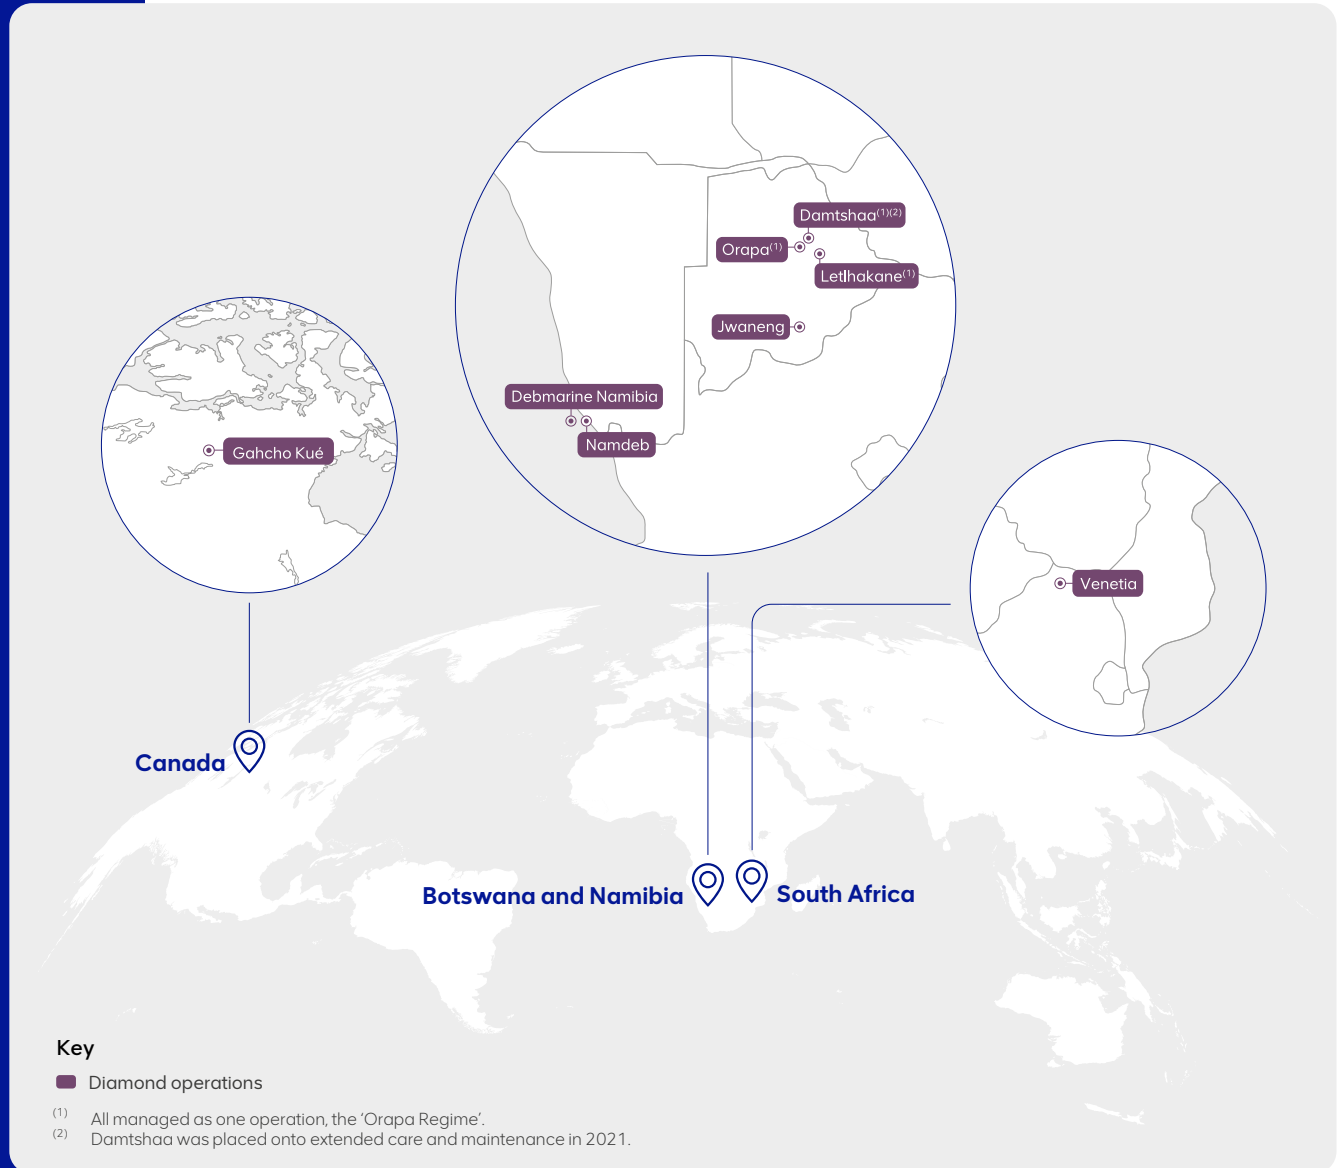 Damtshaa(1)(2)
Orapa(1)
Letlhakane(1)
Jwaneng
Debmarine Namibia
Namdeb
Gahcho Kué
Venetia
Canada
Botswana and Namibia
South Africa
Key
Diamond operations
(1) All managed as one operation, the ‘Orapa Regime’.
(2) Damtshaa was placed onto extended care and maintenance in 2021.